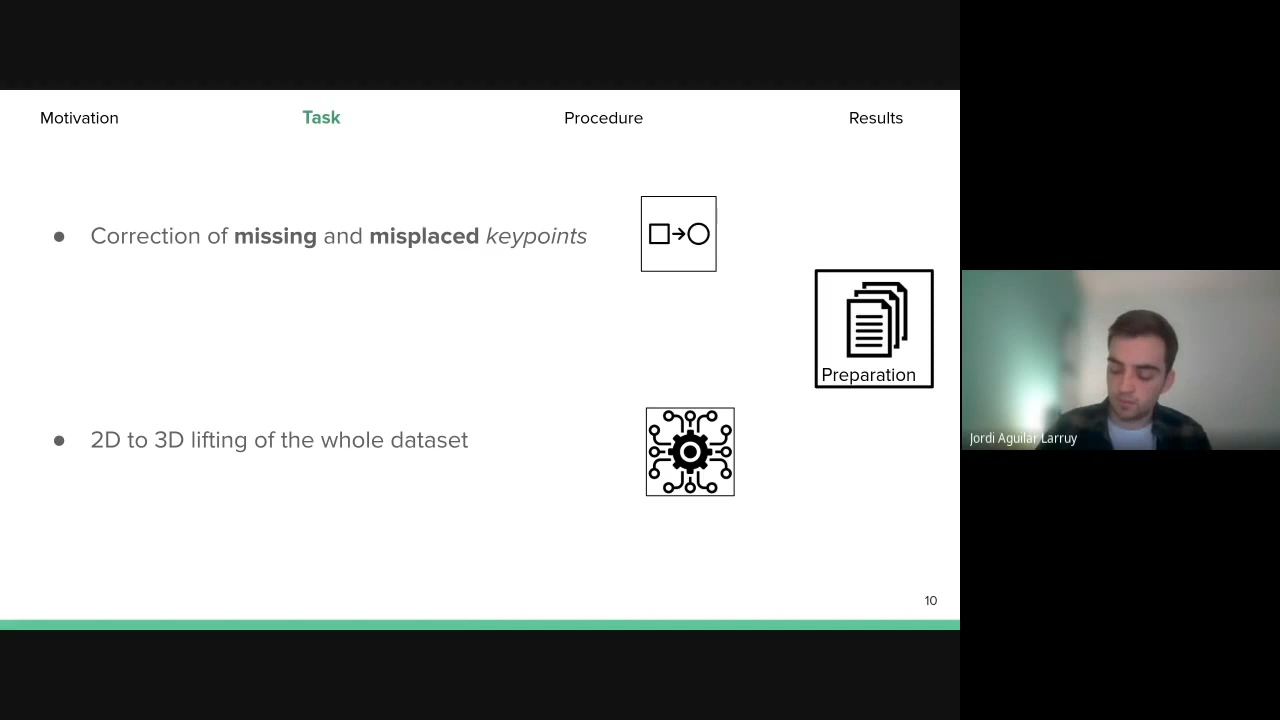 Motivation
Task
Procedure
Results
● Correction of missing and misplaced keypoints
Preparation
● 2D to 3D lifting of the whole dataset
10
Jordi Aguilar Larruy